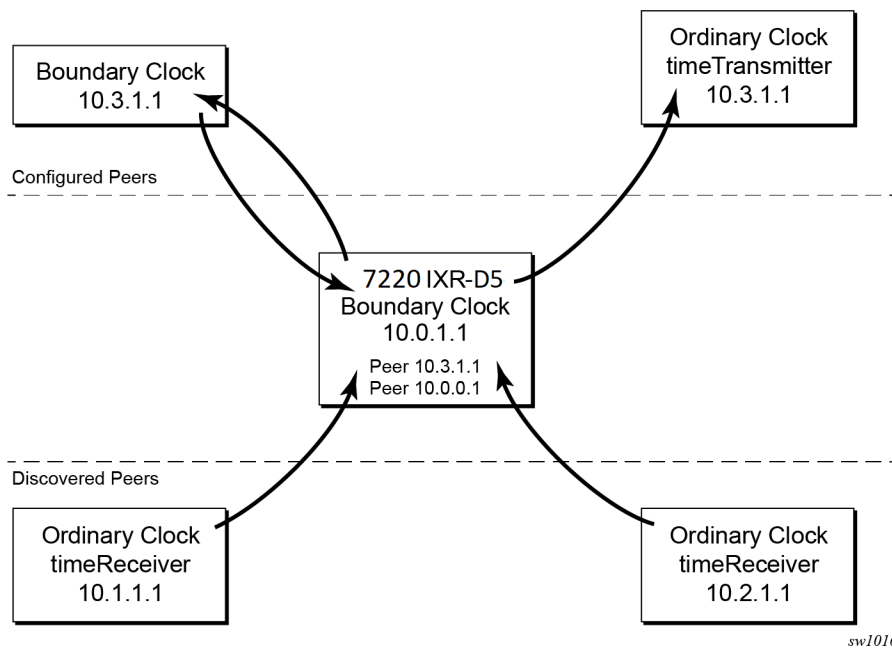 Boundary Clock
10.3.1.1
Ordinary Clock
timeTransmitter
10.3.1.1
Configured Peers
7220 IXR-D5
Boundary Clock
10.0.1.1
Peer 10.3.1.1
Peer 10.0.0.1
Discovered Peers
Ordinary Clock
timeReceiver
10.1.1.1
Ordinary Clock
timeReceiver
10.2.1.1
sw1010